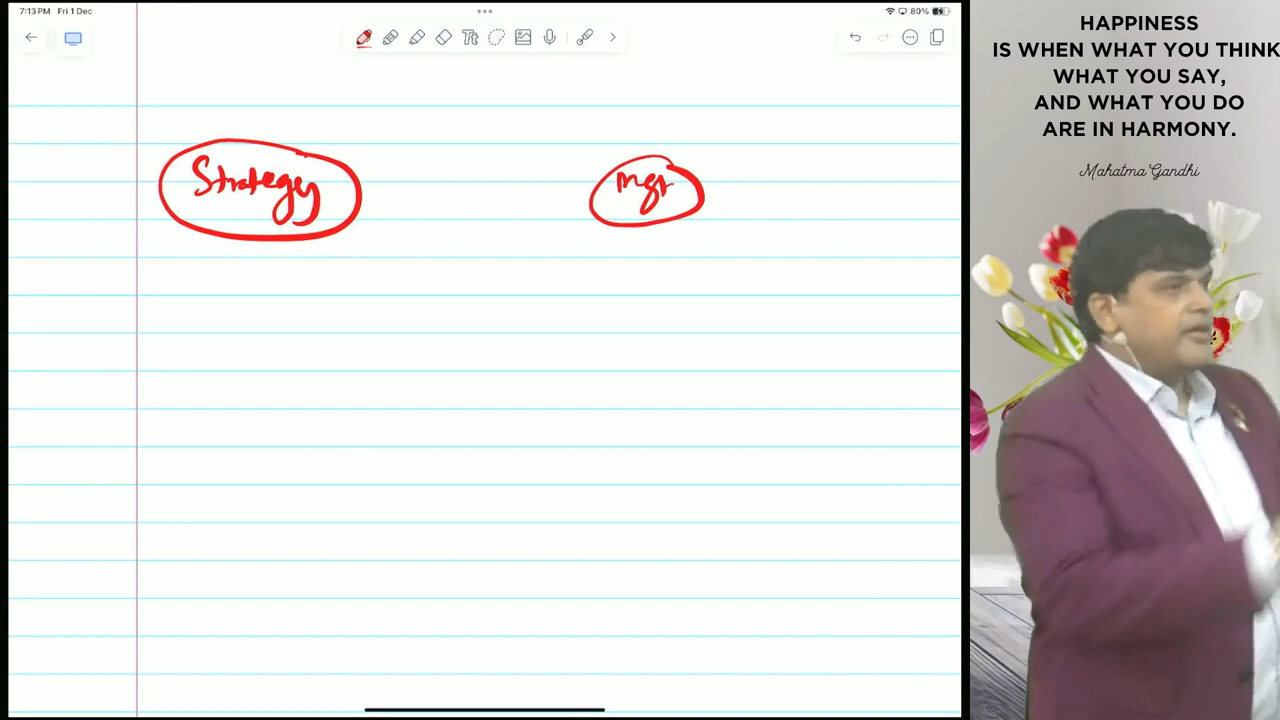 7:13 PM Fri 1 Dec
80%
Strategy
mgt
HAPPINESS
IS WHEN WHAT YOU THINK
WHAT YOU SAY,
AND WHAT YOU DO
ARE IN HARMONY.
Mahatma Gandhi